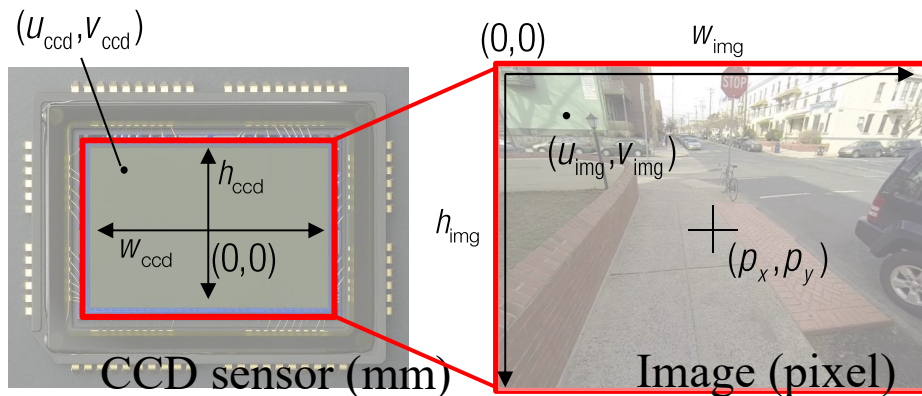 (u_ccd,v_ccd)
h_ccd
w_ccd
(0,0)
CCD sensor (mm)
(0,0)
w_img
STOP
(u_img,v_img)
h_img
(p_x,p_y)
Image (pixel)